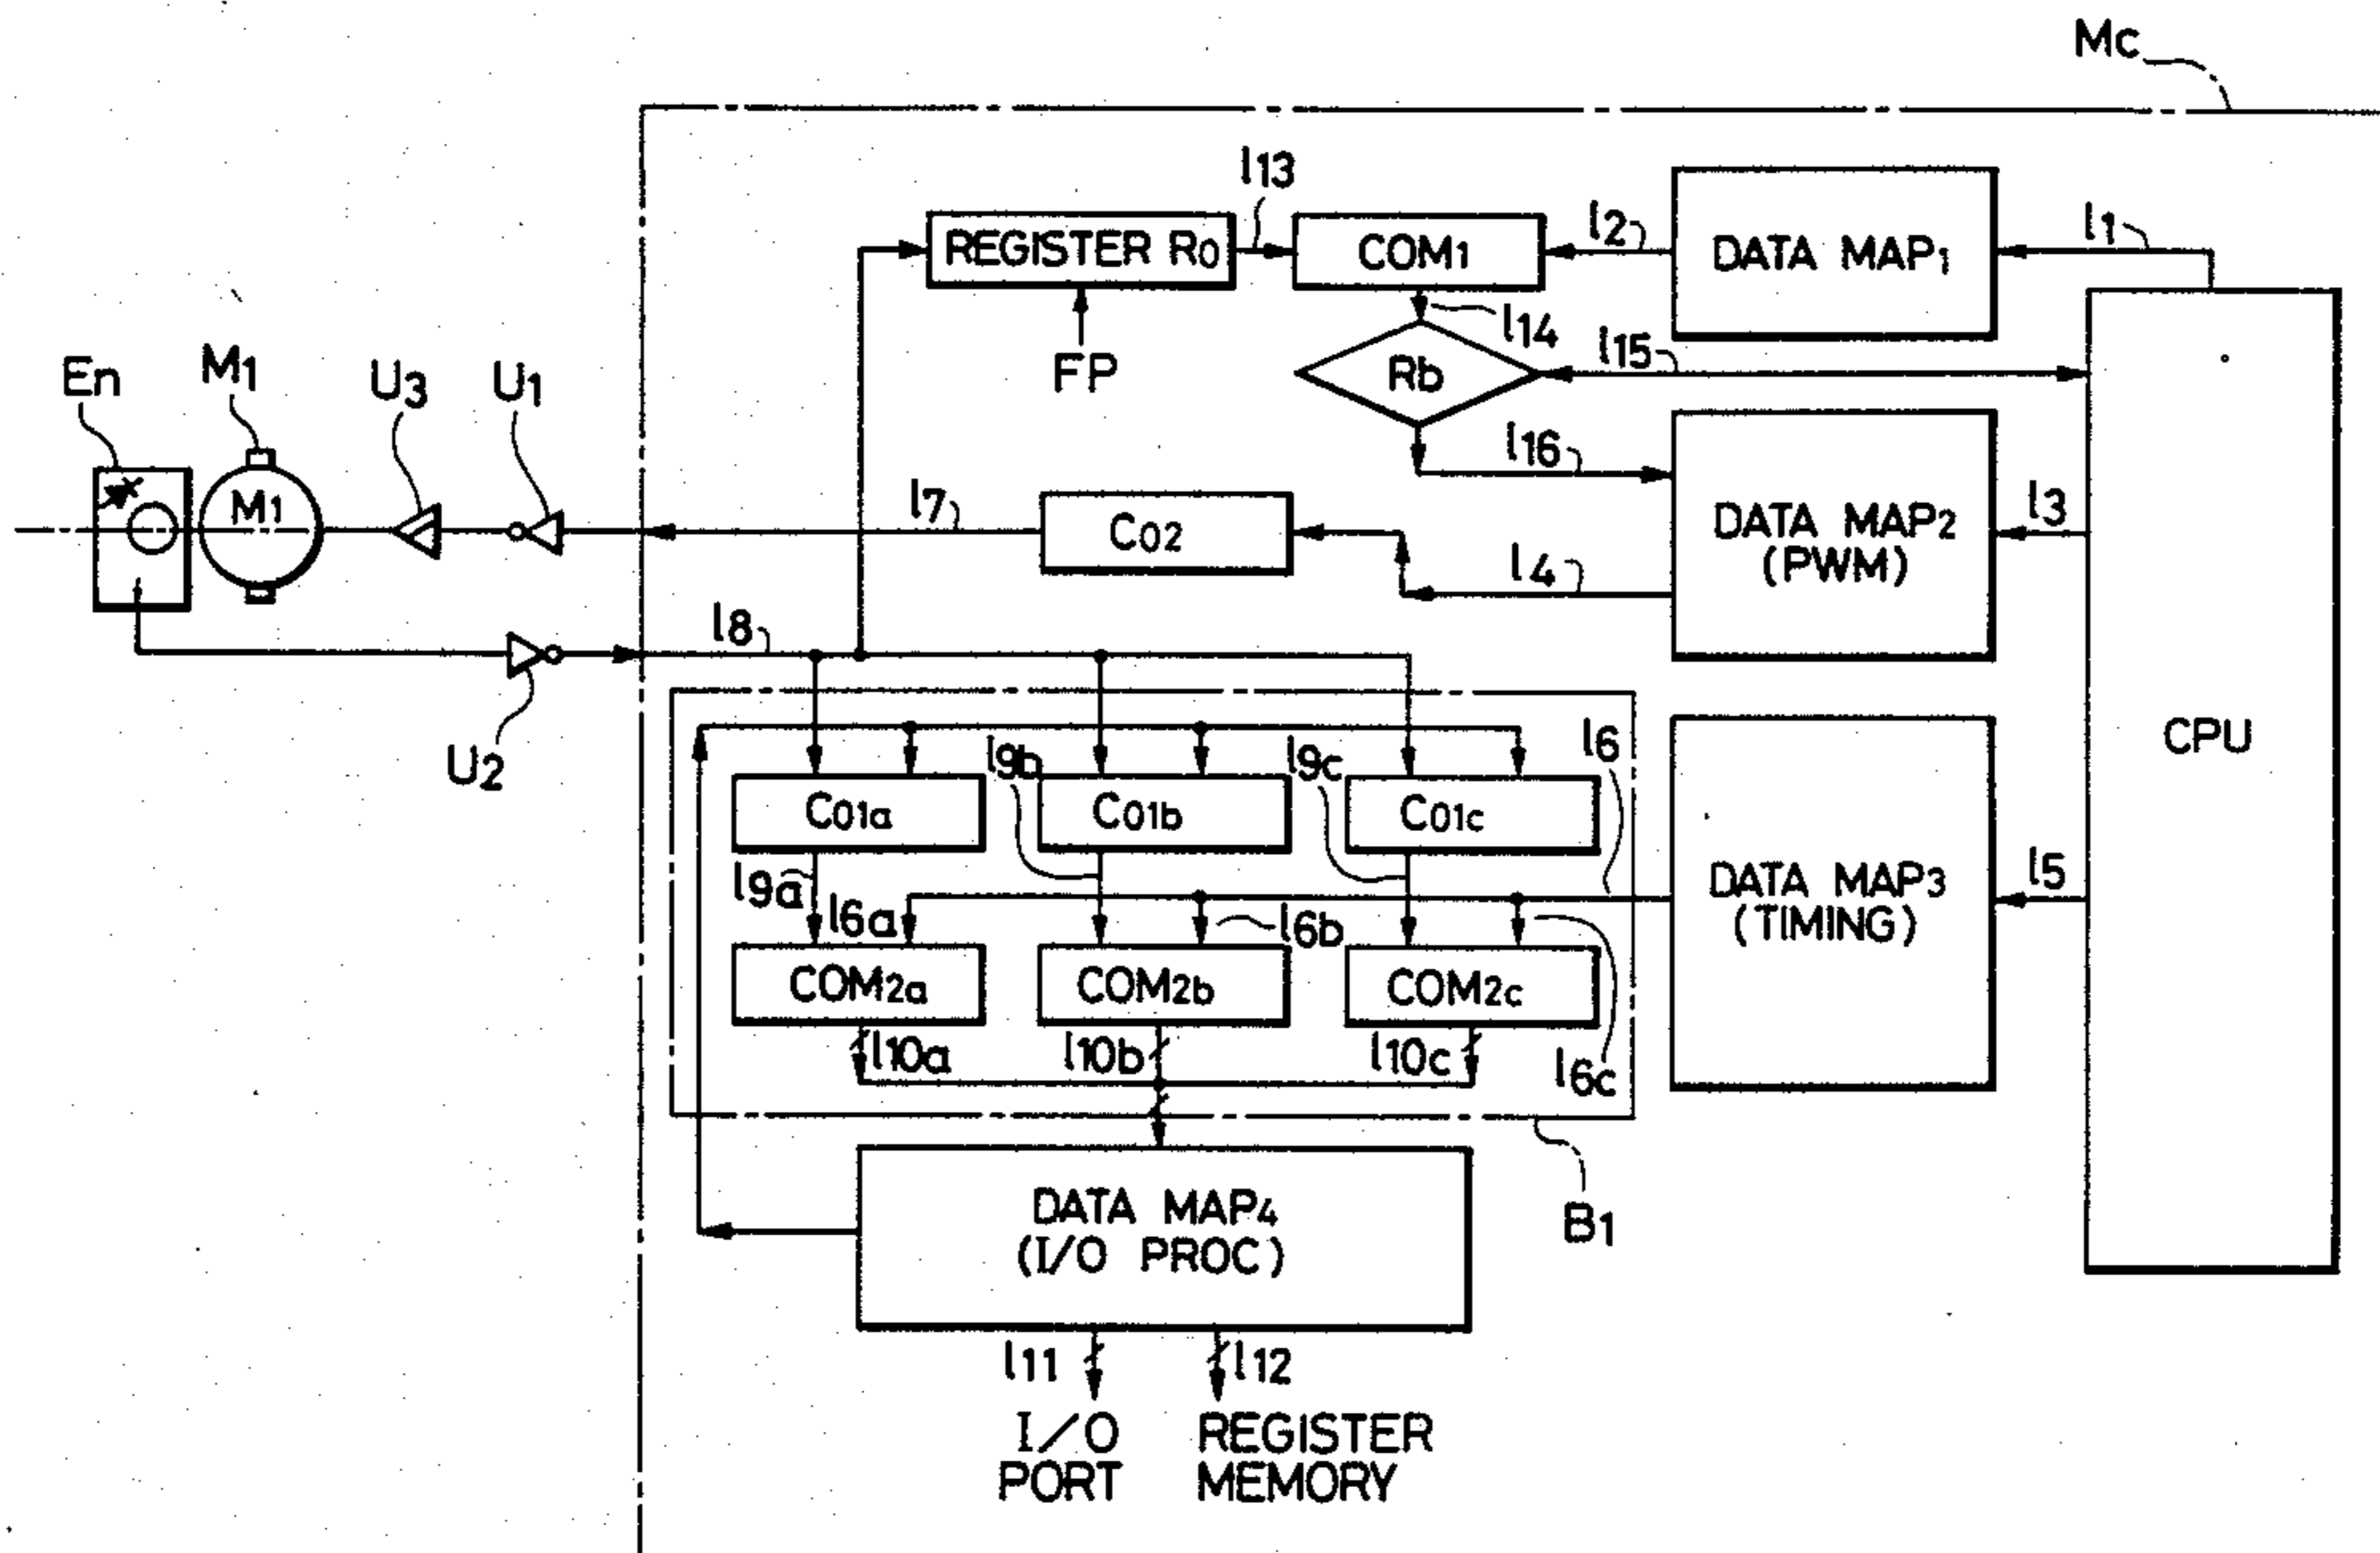 Mc
l13
REGISTER R0
COM1
l2
DATA MAP1
l1
FP
l14
Rb
l15
En
M1
U3
U1
M1
l16
l7
C02
l4
DATA MAP2
(PWM)
l3
l8
U2
l9b
l9c
l6
CPU
C01a
C01b
C01c
l9a
l6a
l6b
DATA MAP3
(TIMING)
l5
COM2a
COM2b
COM2c
l10a
l10b
l10c
l6c
DATA MAP4
(I/O PROC)
B1
l11
l12
I/O
PORT
REGISTER
MEMORY